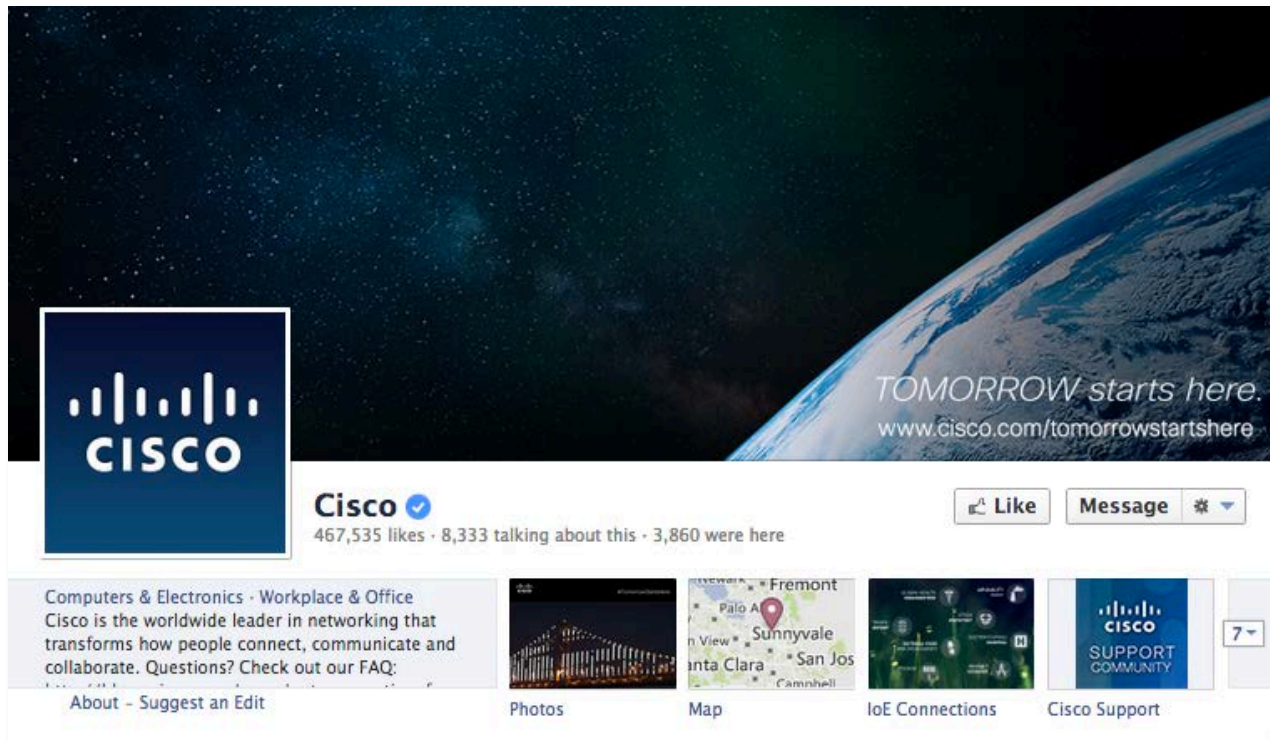 TOMORROW starts here.
www.cisco.com/tomorrowstartshere
CISCO
Cisco
467,535 likes · 8,333 talking about this · 3,860 were here
Like
Message
Computers & Electronics · Workplace & Office
Cisco is the worldwide leader in networking that
transforms how people connect, communicate and
collaborate. Questions? Check out our FAQ:
About – Suggest an Edit
Photos
Newark
Fremont
Palo A
n View
Sunnyvale
anta Clara
San Jos
Campbell
Map
IoE Connections
CISCO
SUPPORT
COMMUNITY
Cisco Support
7